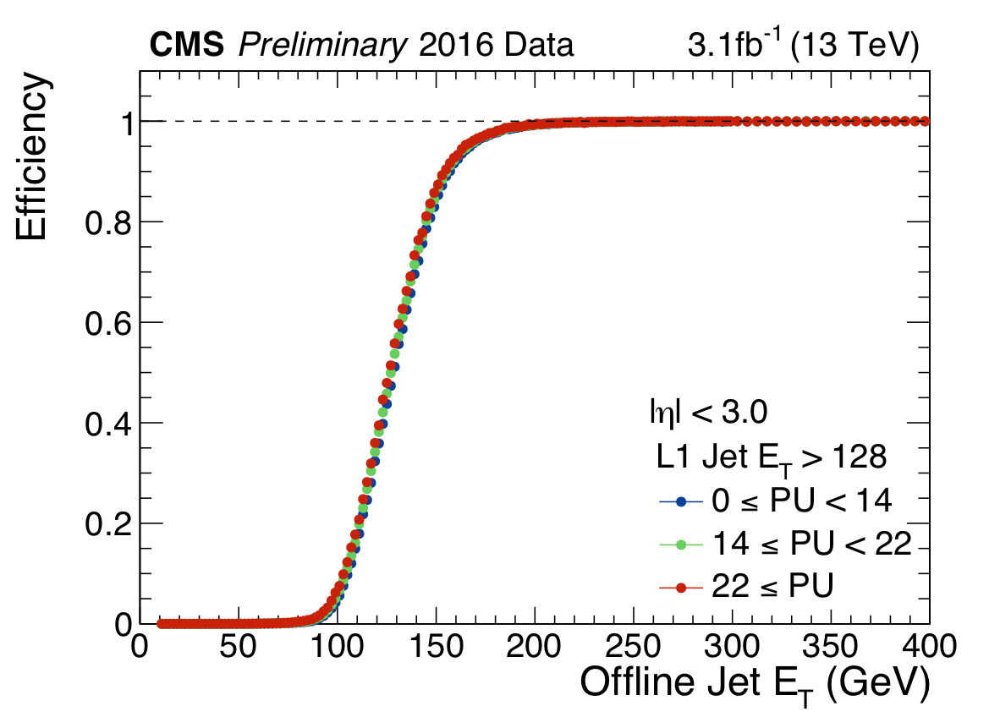 CMS Preliminary 2016 Data 3.1fb⁻¹ (13 TeV)
Efficiency
1
0.8
0.6
0.4
0.2
0
|η| < 3.0
L1 Jet E_T > 128
0 ≤ PU < 14
14 ≤ PU < 22
22 ≤ PU
0 50 100 150 200 250 300 350 400
Offline Jet E_T (GeV)